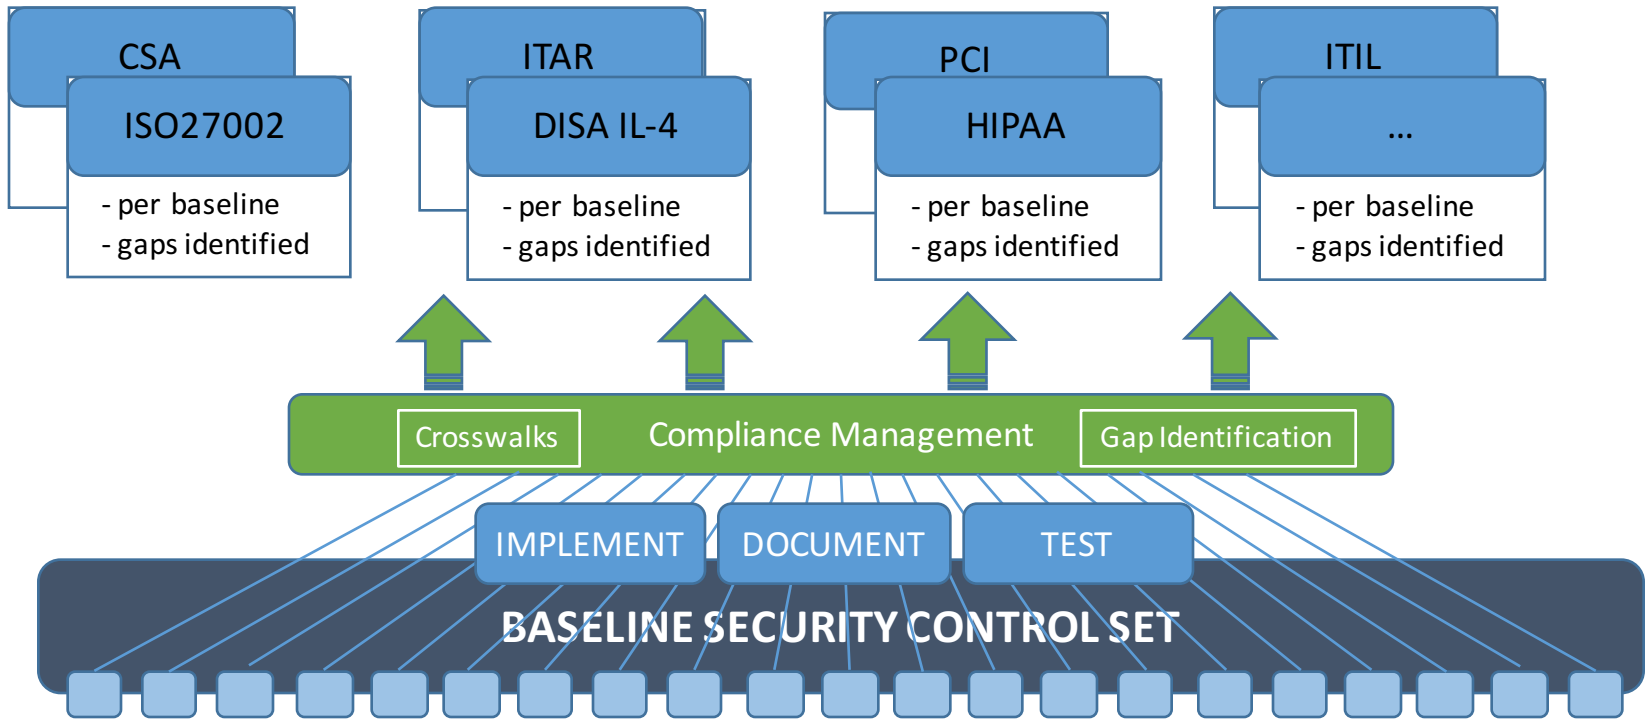 CSA
ISO27002
- per baseline
- gaps identified
ITAR
DISA IL-4
- per baseline
- gaps identified
PCI
HIPAA
- per baseline
- gaps identified
ITIL
...
- per baseline
- gaps identified
Crosswalks
Compliance Management
Gap Identification
IMPLEMENT
DOCUMENT
TEST
BASELINE SECURITY CONTROL SET